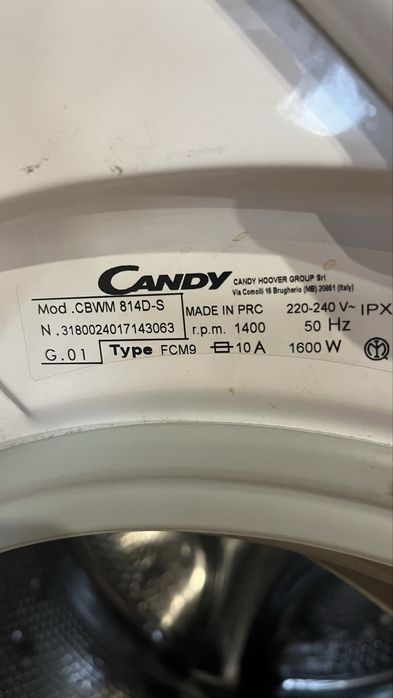 CANDY
CANDY HOOVER GROUP Srl
Via Comolli 16 Brugherio (MB) 20861 (Italy)
Mod .CBWM 814D-S
MADE IN PRC 220-240 V~ IPX
N .3180024017143063 r.p.m. 1400 50 Hz
G.01 Type FCM9 10 A 1600 W